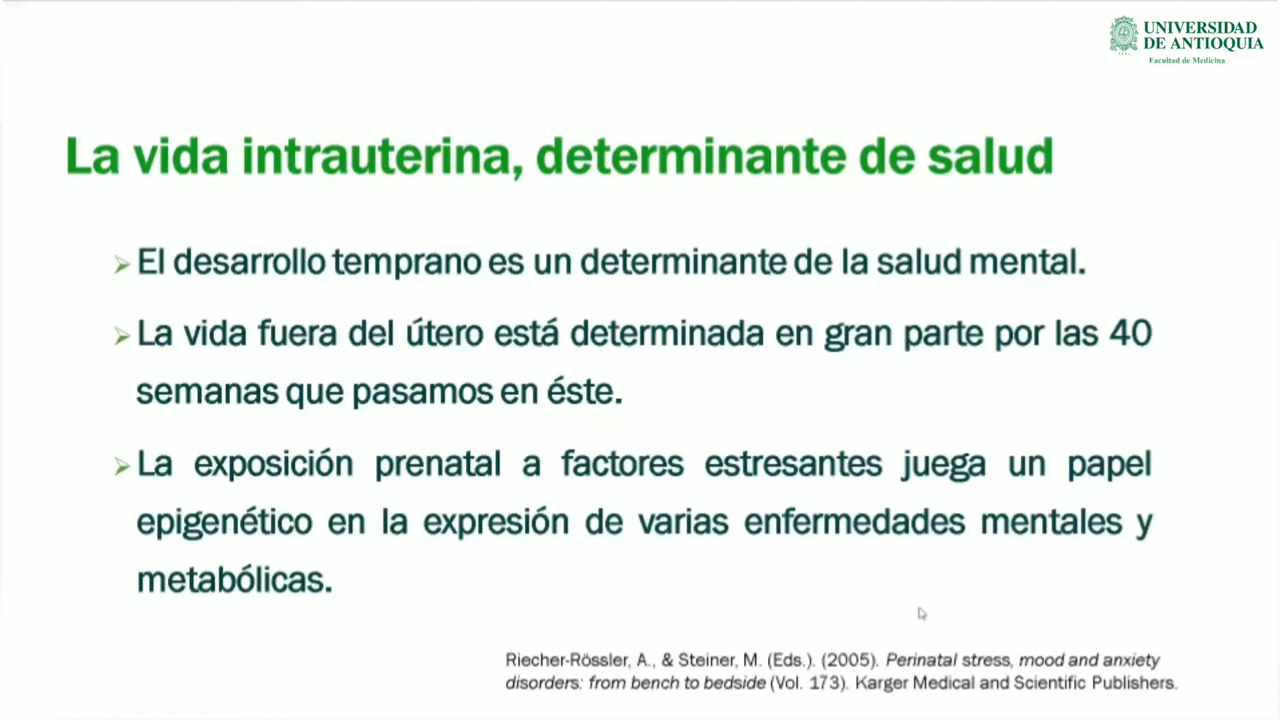 UNIVERSIDAD
DE ANTIOQUIA
Facultad de Medicina
La vida intrauterina, determinante de salud
El desarrollo temprano es un determinante de la salud mental.
La vida fuera del útero está determinada en gran parte por las 40
semanas que pasamos en éste.
La exposición prenatal a factores estresantes juega un papel
epigenético en la expresión de varias enfermedades mentales y
metabólicas.
Riecher-Rössler, A., & Steiner, M. (Eds.). (2005). Perinatal stress, mood and anxiety
disorders: from bench to bedside (Vol. 173). Karger Medical and Scientific Publishers.